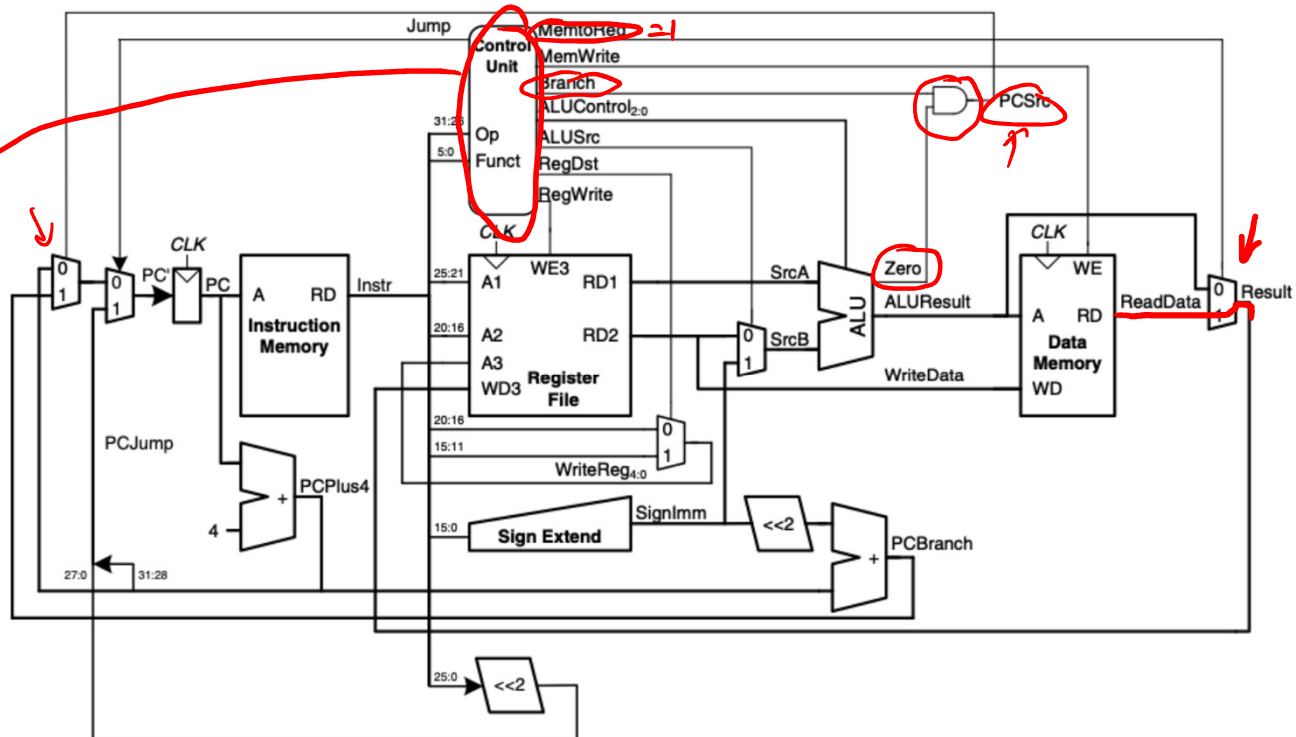 Jump
MemtoReg =1
Control
Unit
MemWrite
Branch
ALUControl2:0
PCSrc
31:26
Op
ALUSrc
5:0
Funct
RegDst
RegWrite
CLK
CLK
CLK
0
1
PC'
0
1
PC
A
RD
Instruction
Memory
Instr
25:21
A1
WE3
RD1
20:16
A2
RD2
A3
WD3
Register
File
0
1
SrcA
SrcB
ALU
Zero
ALUResult
WriteData
WE
A
RD
Data
Memory
WD
ReadData
0
1
Result
20:16
0
15:11
1
WriteReg4:0
PCJump
PCPlus4
+
4
15:0
Sign Extend
SignImm
<<2
+
PCBranch
27:0
31:28
25:0
<<2